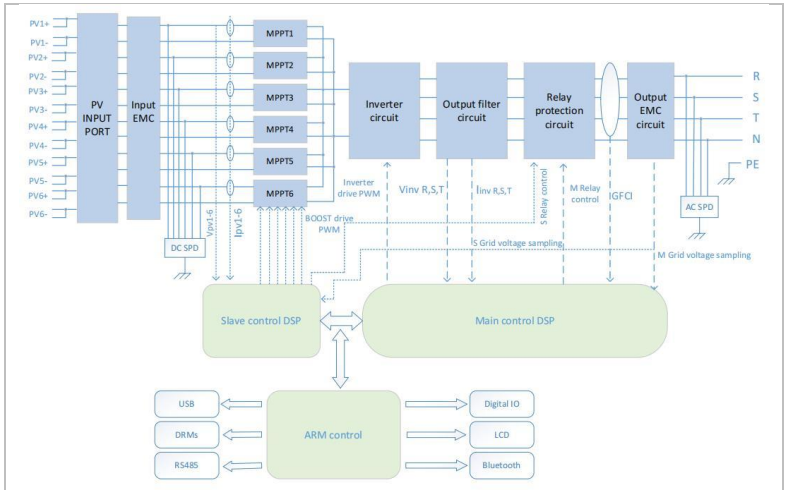 PV1+
PV1-
PV2+
PV2-
PV3+
PV3-
PV4+
PV4-
PV5+
PV5-
PV6+
PV6-
PV
INPUT
PORT
Input
EMC
DC SPD
Vpv1-6
Ipv1-6
MPPT1
MPPT2
MPPT3
MPPT4
MPPT5
MPPT6
BOOST drive
PWM
Inverter
circuit
Output filter
circuit
Relay
protection
circuit
Output
EMC
circuit
R
S
T
N
PE
AC SPD
Inverter
drive PWM
Vinv R,S,T
Iinv R,S,T
S Relay control
M Relay
control
GFCI
S Grid voltage sampling
M Grid voltage sampling
Slave control DSP
Main control DSP
ARM control
USB
DRMs
RS485
Digital IO
LCD
Bluetooth